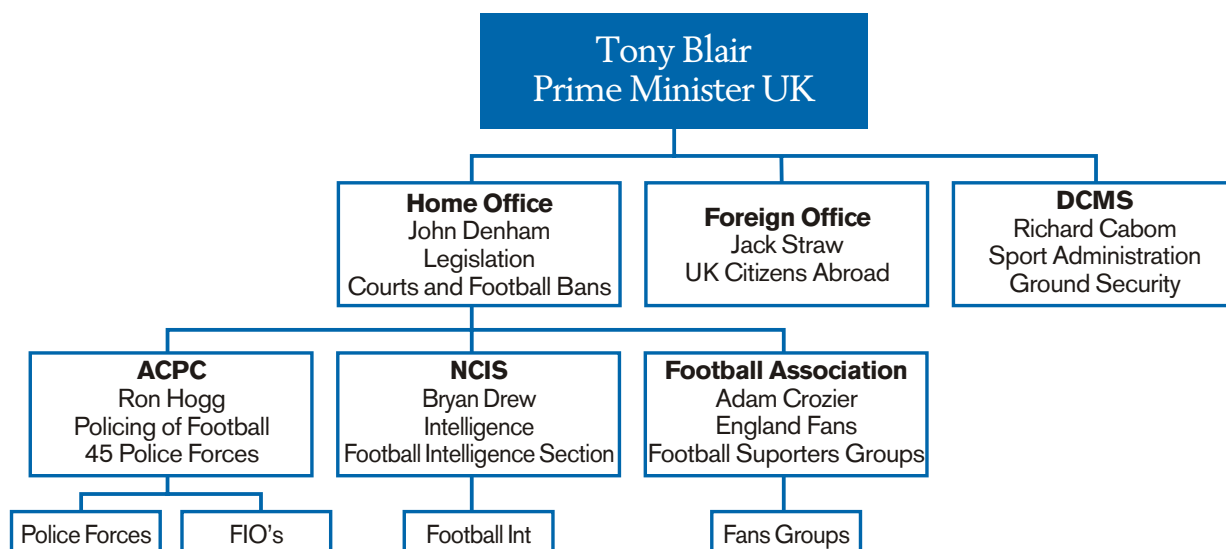 Tony Blair
Prime Minister UK
Home Office
John Denham
Legislation
Courts and Football Bans
Foreign Office
Jack Straw
UK Citizens Abroad
DCMS
Richard Cabom
Sport Administration
Ground Security
ACPC
Ron Hogg
Policing of Football
45 Police Forces
NCIS
Bryan Drew
Intelligence
Football Intelligence Section
Football Association
Adam Crozier
England Fans
Football Suporters Groups
Police Forces
FIO's
Football Int
Fans Groups